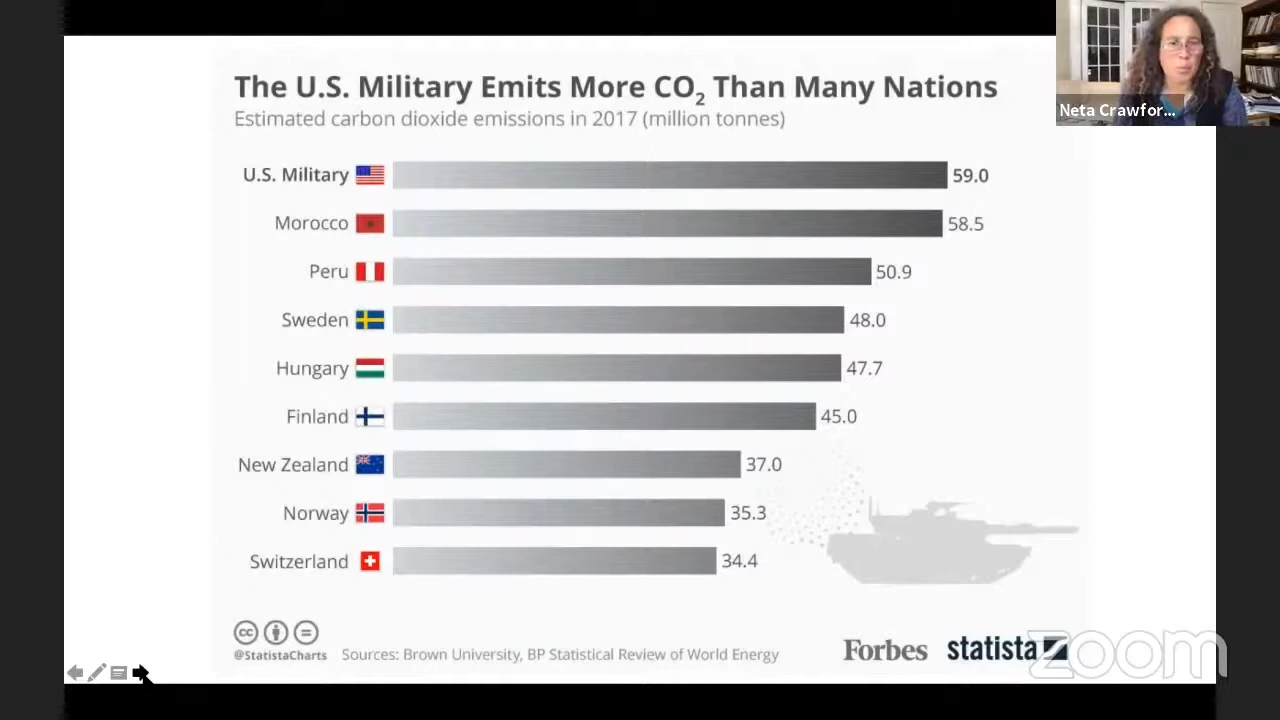 The U.S. Military Emits More CO2 Than Many Nations
Estimated carbon dioxide emissions in 2017 (million tonnes)
Neta Crawfor...
U.S. Military 59.0
Morocco 58.5
Peru 50.9
Sweden 48.0
Hungary 47.7
Finland 45.0
New Zealand 37.0
Norway 35.3
Switzerland 34.4
cc
@StatistaCharts Sources: Brown University, BP Statistical Review of World Energy
Forbes statista
zoom